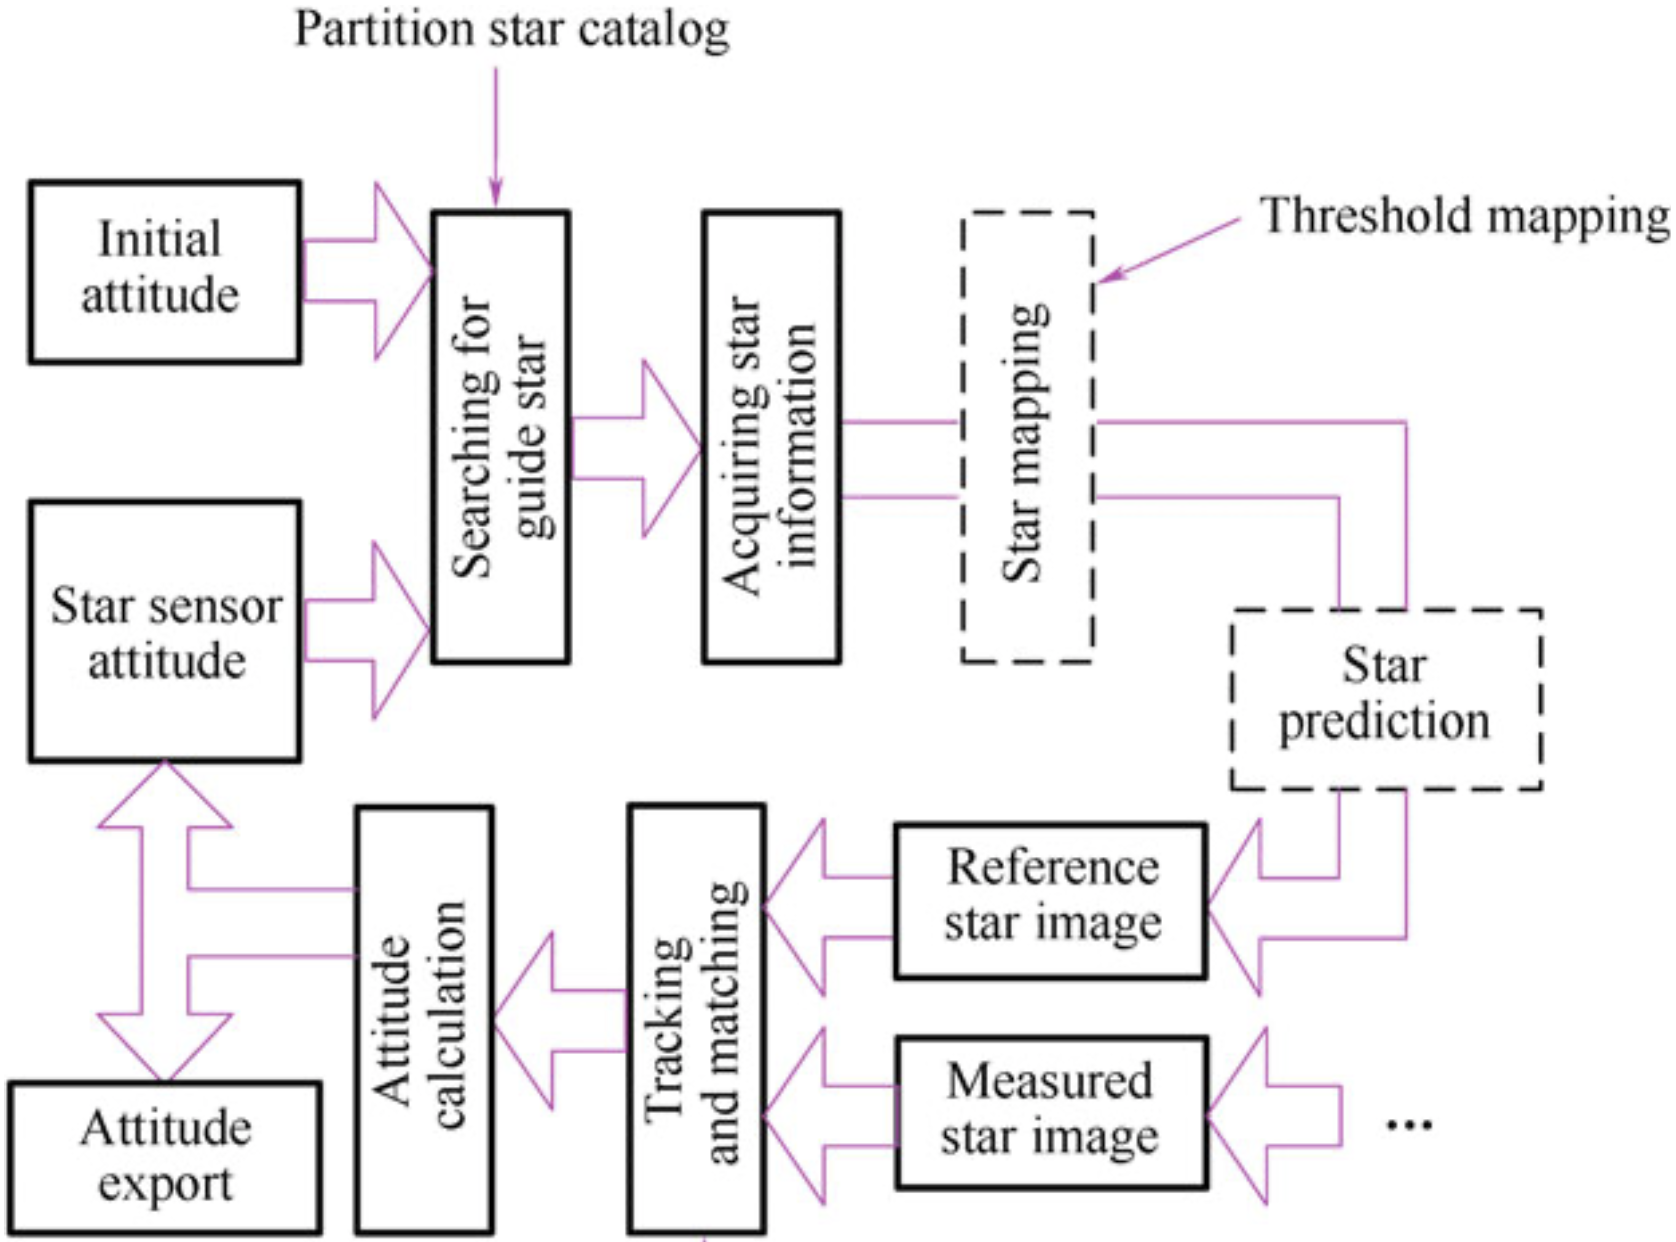 Partition star catalog
Initial
attitude
Threshold mapping
Searching for
guide star
Acquiring star
information
Star mapping
Star sensor
attitude
Star
prediction
Reference
star image
Tracking
and matching
Attitude
calculation
Measured
star image
...
Attitude
export